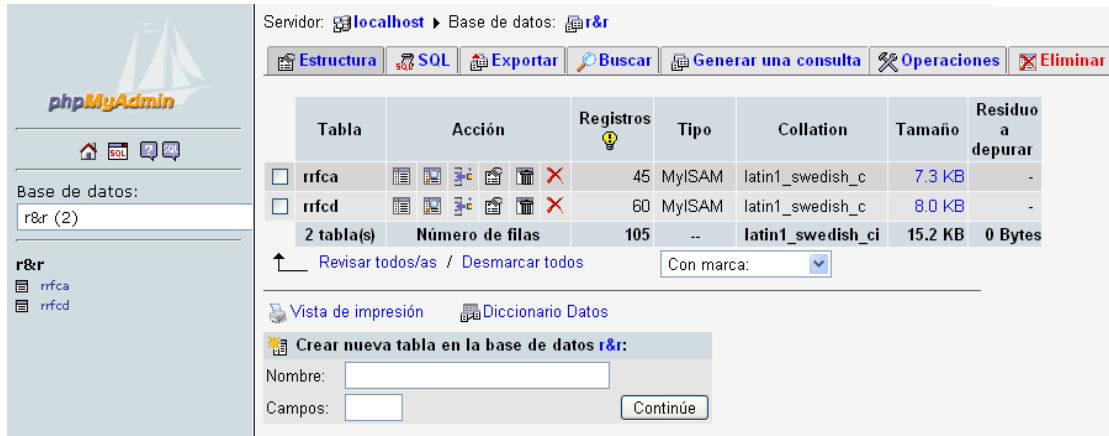 Servidor: localhost ▸ Base de datos: r&r
Estructura SQL Exportar Buscar Generar una consulta Operaciones Eliminar
phpMyAdmin
SQL ? SQL
Base de datos:
r&r (2)
r&r
rrfca
rrfcd
Tabla Acción Registros Tipo Collation Tamaño Residuo a depurar
rrfca 45 MyISAM latin1_swedish_c 7.3 KB -
rrfcd 60 MyISAM latin1_swedish_c 8.0 KB -
2 tabla(s) Número de filas 105 -- latin1_swedish_ci 15.2 KB 0 Bytes
Revisar todos/as / Desmarcar todos Con marca:
Vista de impresión Diccionario Datos
Crear nueva tabla en la base de datos r&r:
Nombre:
Campos: Continúe